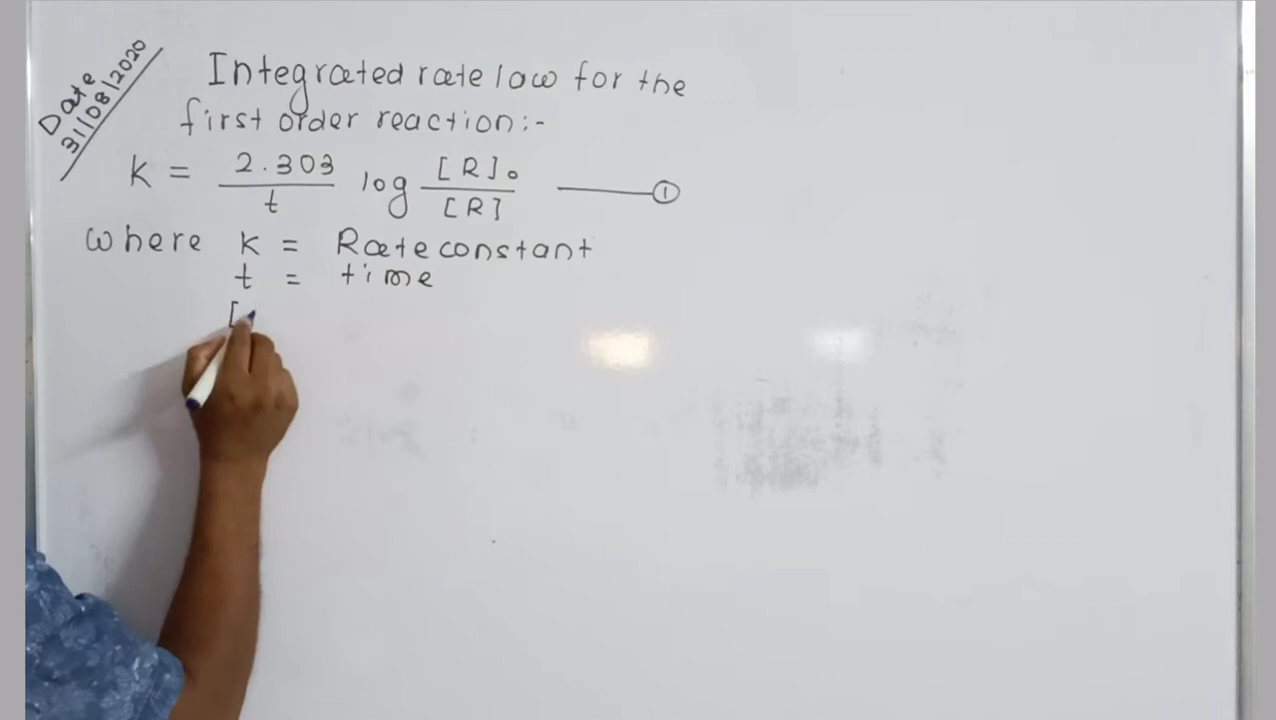 Date
31/08/2020
Integrated rate law for the
first order reaction:-
k = 2.303 / t log [R]₀ / [R] ——— ①
where k = Rate constant
t = time
[